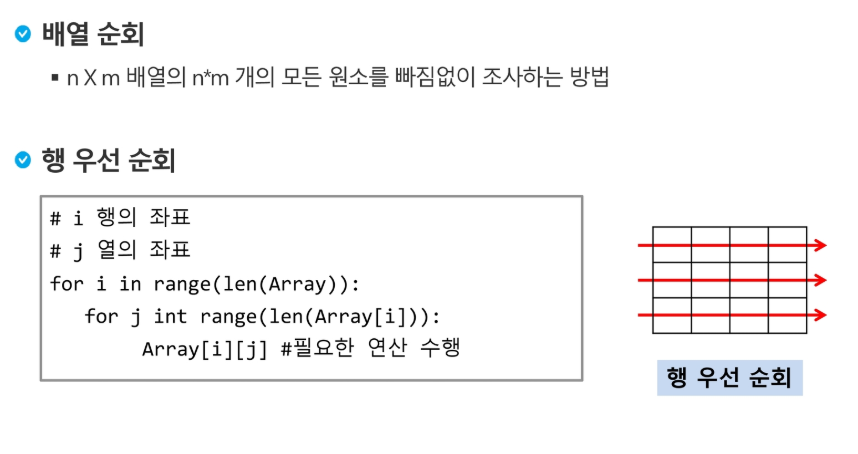 배열 순회
▪ n X m 배열의 n*m 개의 모든 원소를 빠짐없이 조사하는 방법
행 우선 순회
# i 행의 좌표
# j 열의 좌표
for i in range(len(Array)):
for j int range(len(Array[i])):
Array[i][j] #필요한 연산 수행
행 우선 순회